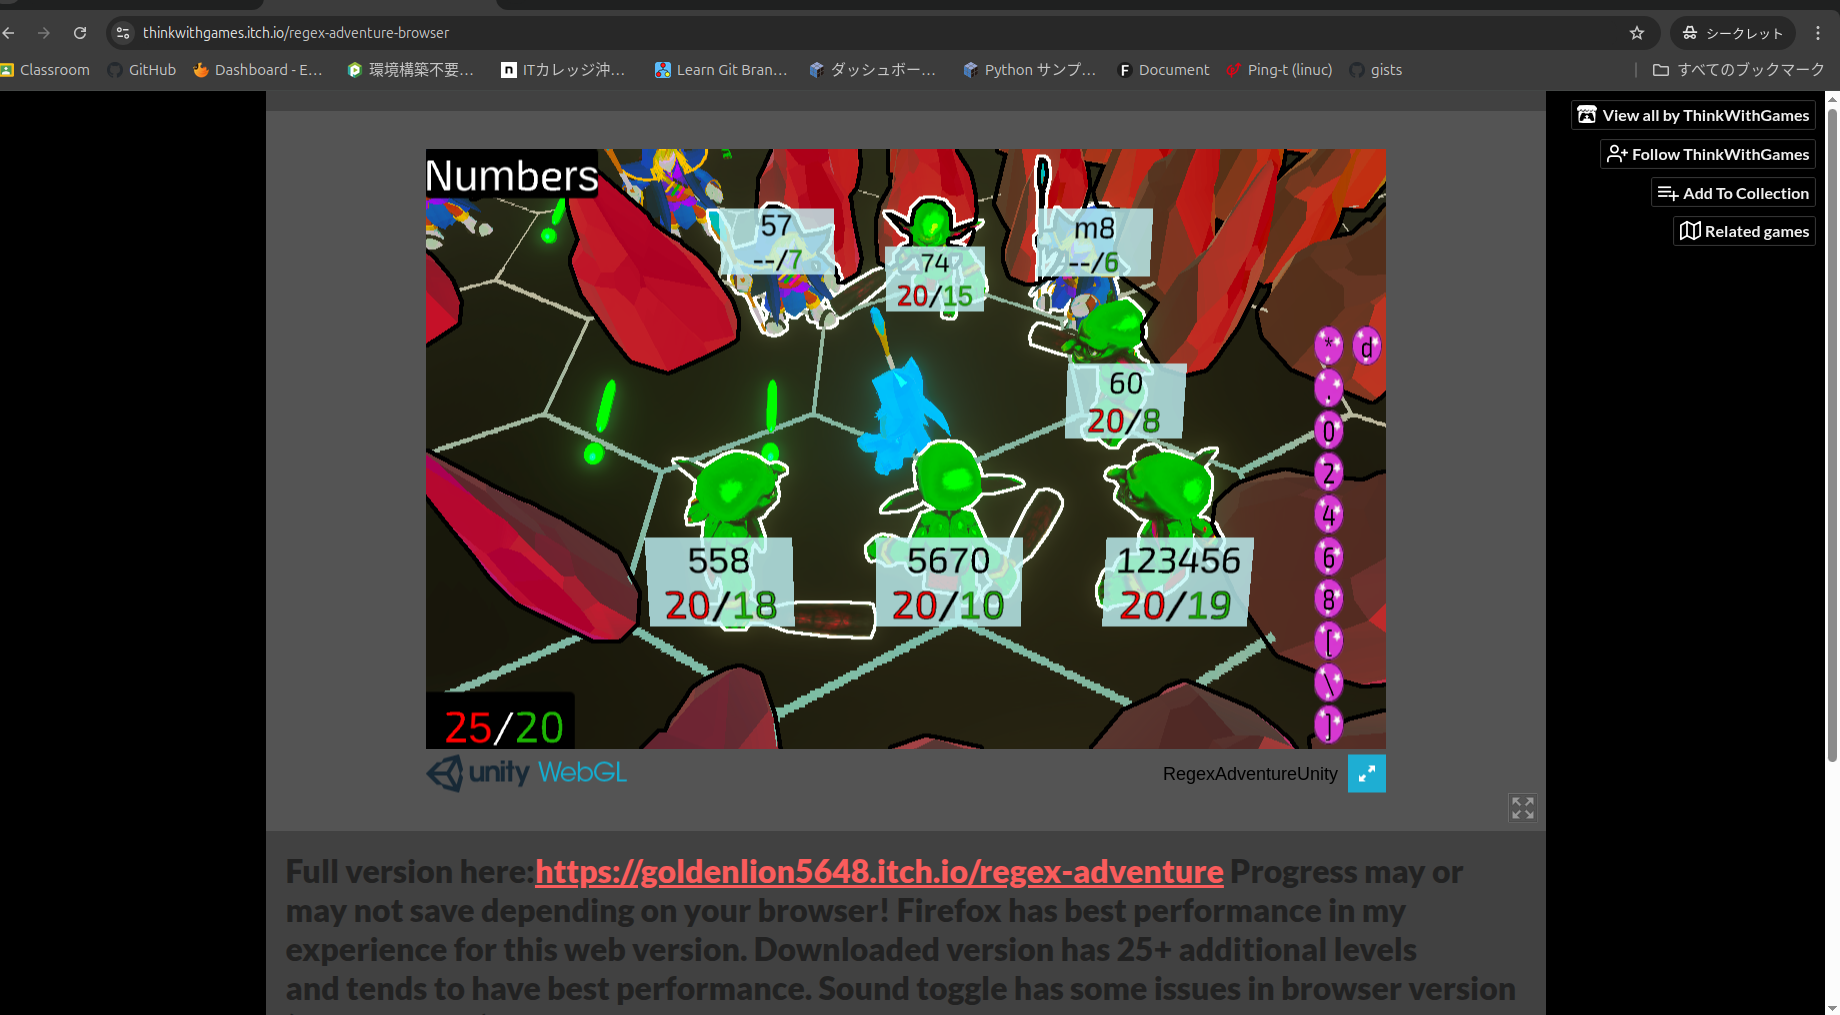 thinkwithgames.itch.io/regex-adventure-browser
シークレット
Classroom
GitHub
Dashboard - E...
環境構築不要...
ITカレッジ沖...
Learn Git Bran...
ダッシュボー...
Python サンプ...
Document
Ping-t (linuc)
gists
すべてのブックマーク
View all by ThinkWithGames
Follow ThinkWithGames
Add To Collection
Related games
Numbers
57
--/7
74
20/15
m8
--/6
60
20/8
558
20/18
5670
20/10
123456
20/19
* d
.
0
2
4
6
8
[
\
]
25/20
unity WebGL
RegexAdventureUnity
Full version here:https://goldenlion5648.itch.io/regex-adventure Progress may or
may not save depending on your browser! Firefox has best performance in my
experience for this web version. Downloaded version has 25+ additional levels
and tends to have best performance. Sound toggle has some issues in browser version